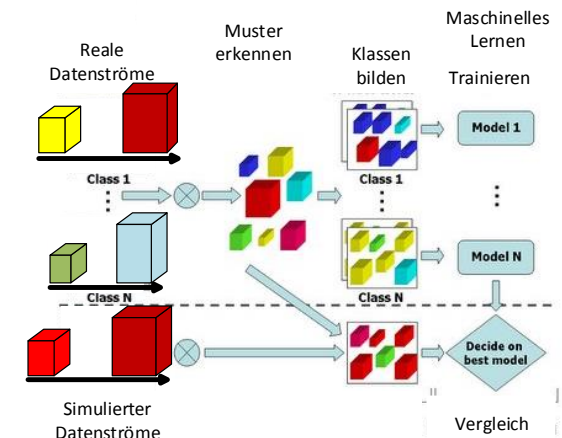 Reale
Datenströme
Muster
erkennen
Klassen
bilden
Maschinelles
Lernen
Trainieren
Class 1
Class 1
Model 1
Class N
Class N
Model N
Decide on
best model
Simulierter
Datenströme
Vergleich